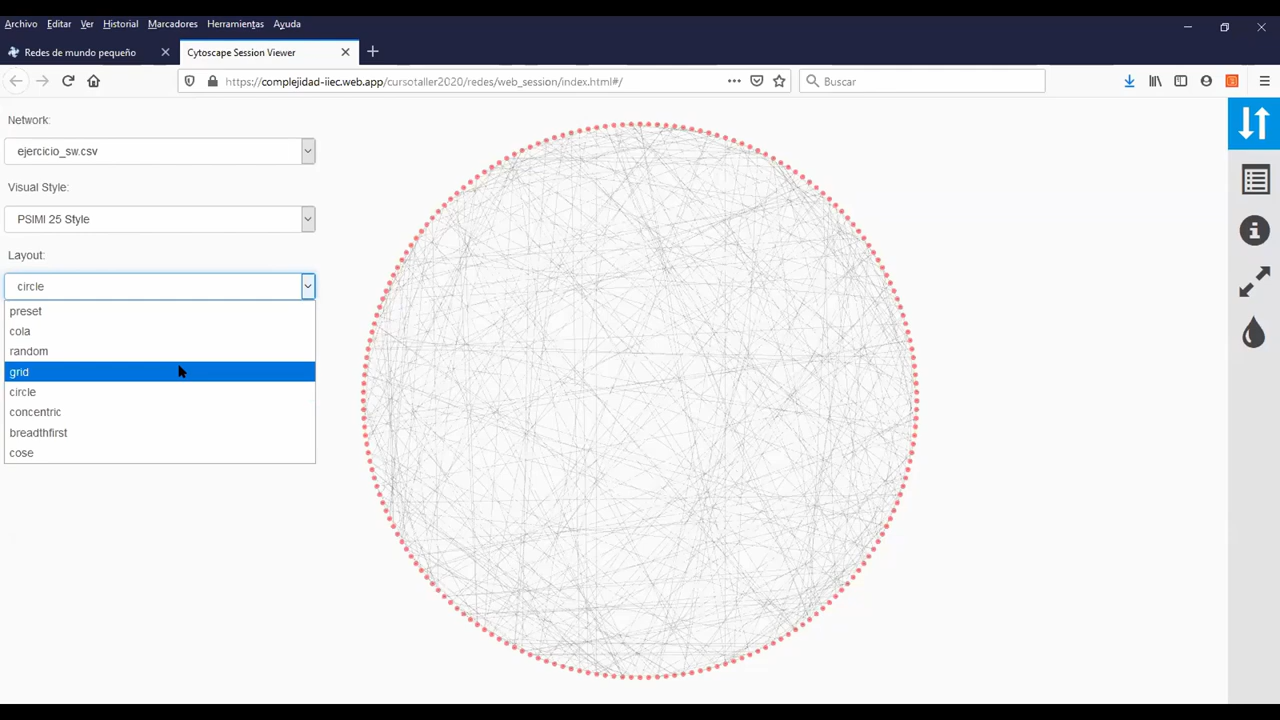 Archivo Editar Ver Historial Marcadores Herramientas Ayuda
Redes de mundo pequeño
Cytoscape Session Viewer
https://complejidad-iiec.web.app/cursotaller2020/redes/web_session/index.html#/
Buscar
Network:
ejercicio_sw.csv
Visual Style:
PSIMI 25 Style
Layout:
circle
preset
cola
random
grid
circle
concentric
breadthfirst
cose